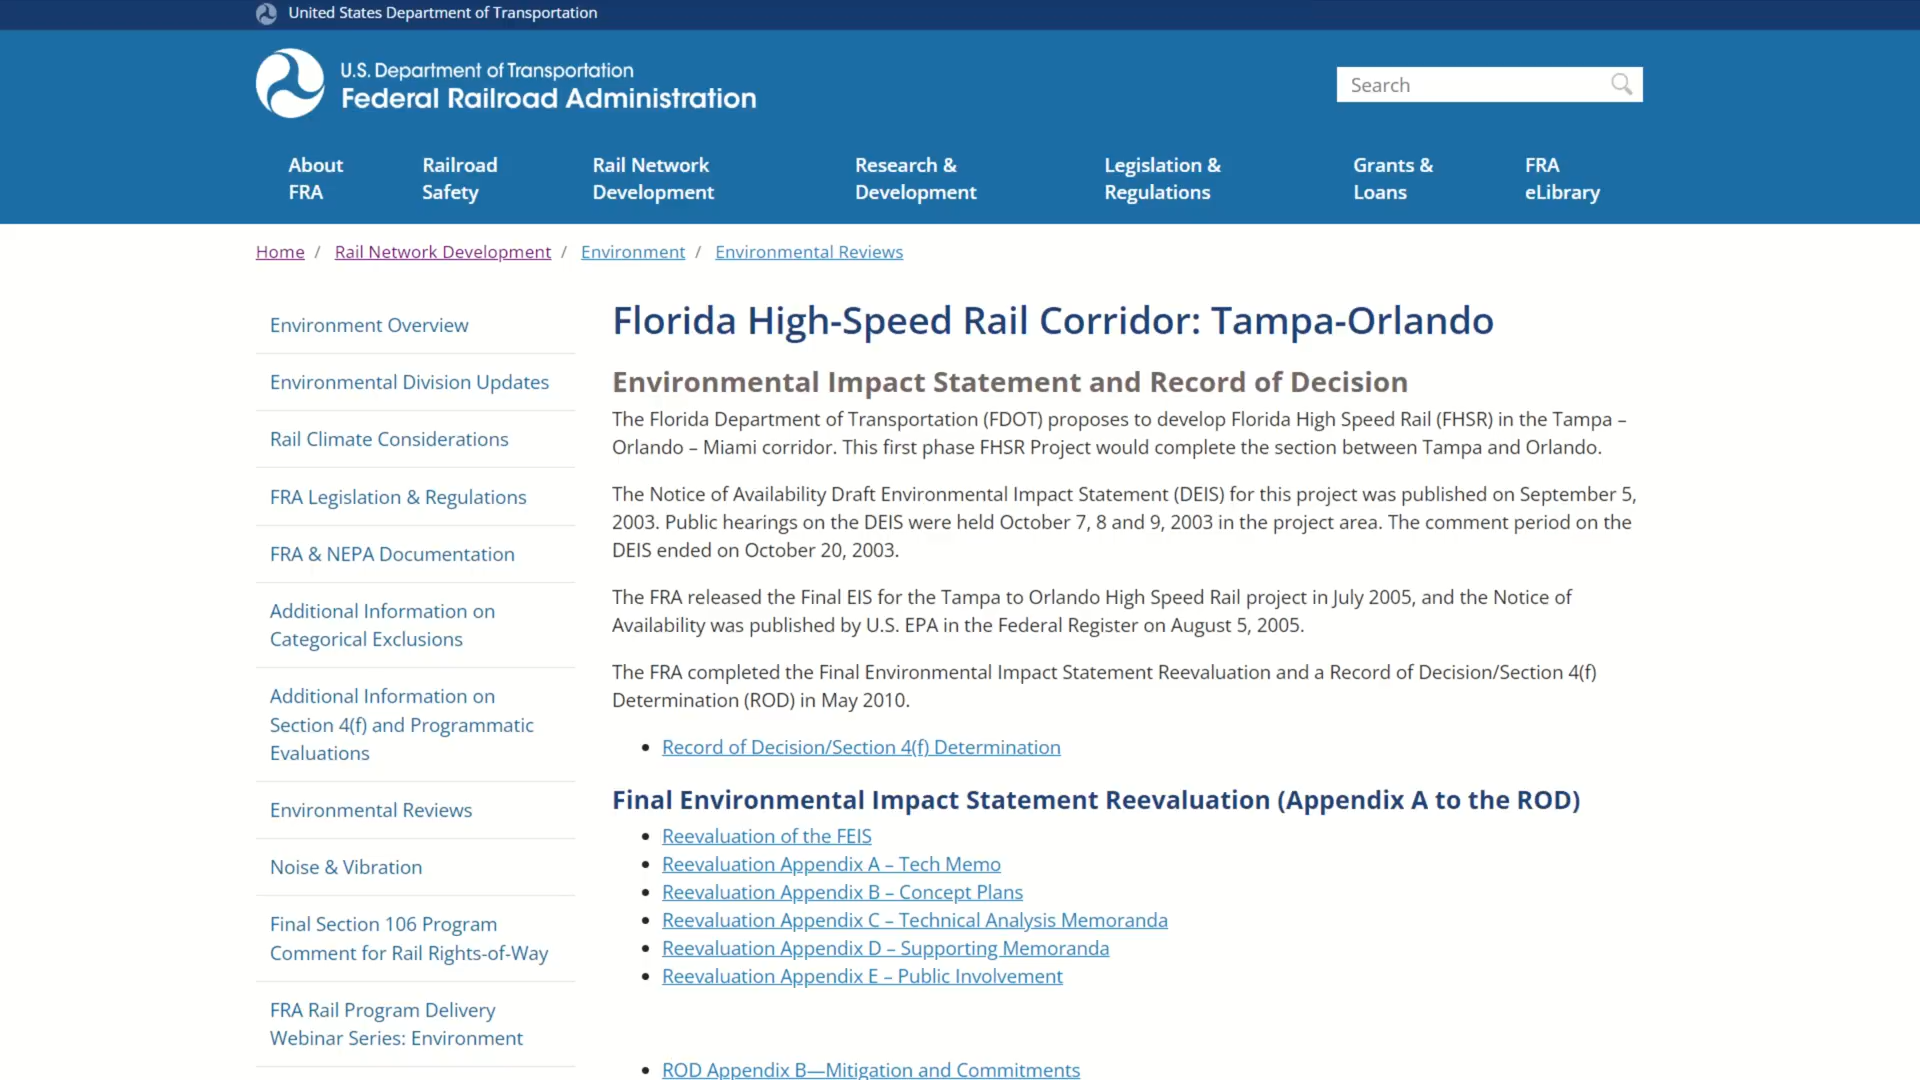 United States Department of Transportation
U.S. Department of Transportation
Federal Railroad Administration
Search
About
FRA
Railroad
Safety
Rail Network
Development
Research &
Development
Legislation &
Regulations
Grants &
Loans
FRA
eLibrary
Home / Rail Network Development / Environment / Environmental Reviews
Environment Overview
Environmental Division Updates
Rail Climate Considerations
FRA Legislation & Regulations
FRA & NEPA Documentation
Additional Information on
Categorical Exclusions
Additional Information on
Section 4(f) and Programmatic
Evaluations
Environmental Reviews
Noise & Vibration
Final Section 106 Program
Comment for Rail Rights-of-Way
FRA Rail Program Delivery
Webinar Series: Environment
Florida High-Speed Rail Corridor: Tampa-Orlando
Environmental Impact Statement and Record of Decision
The Florida Department of Transportation (FDOT) proposes to develop Florida High Speed Rail (FHSR) in the Tampa –
Orlando – Miami corridor. This first phase FHSR Project would complete the section between Tampa and Orlando.
The Notice of Availability Draft Environmental Impact Statement (DEIS) for this project was published on September 5,
2003. Public hearings on the DEIS were held October 7, 8 and 9, 2003 in the project area. The comment period on the
DEIS ended on October 20, 2003.
The FRA released the Final EIS for the Tampa to Orlando High Speed Rail project in July 2005, and the Notice of
Availability was published by U.S. EPA in the Federal Register on August 5, 2005.
The FRA completed the Final Environmental Impact Statement Reevaluation and a Record of Decision/Section 4(f)
Determination (ROD) in May 2010.
• Record of Decision/Section 4(f) Determination
Final Environmental Impact Statement Reevaluation (Appendix A to the ROD)
• Reevaluation of the FEIS
• Reevaluation Appendix A – Tech Memo
• Reevaluation Appendix B – Concept Plans
• Reevaluation Appendix C – Technical Analysis Memoranda
• Reevaluation Appendix D – Supporting Memoranda
• Reevaluation Appendix E – Public Involvement
• ROD Appendix B—Mitigation and Commitments